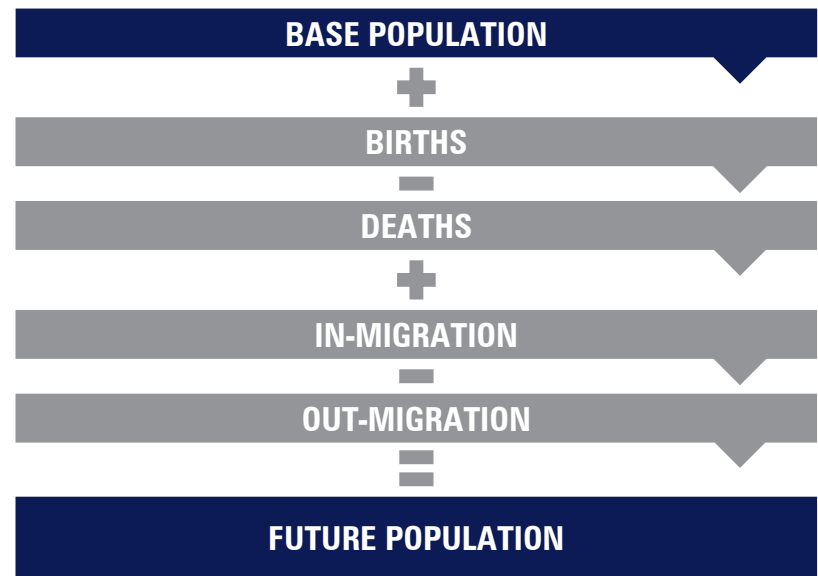 BASE POPULATION
+
BIRTHS
-
DEATHS
+
IN-MIGRATION
-
OUT-MIGRATION
=
FUTURE POPULATION